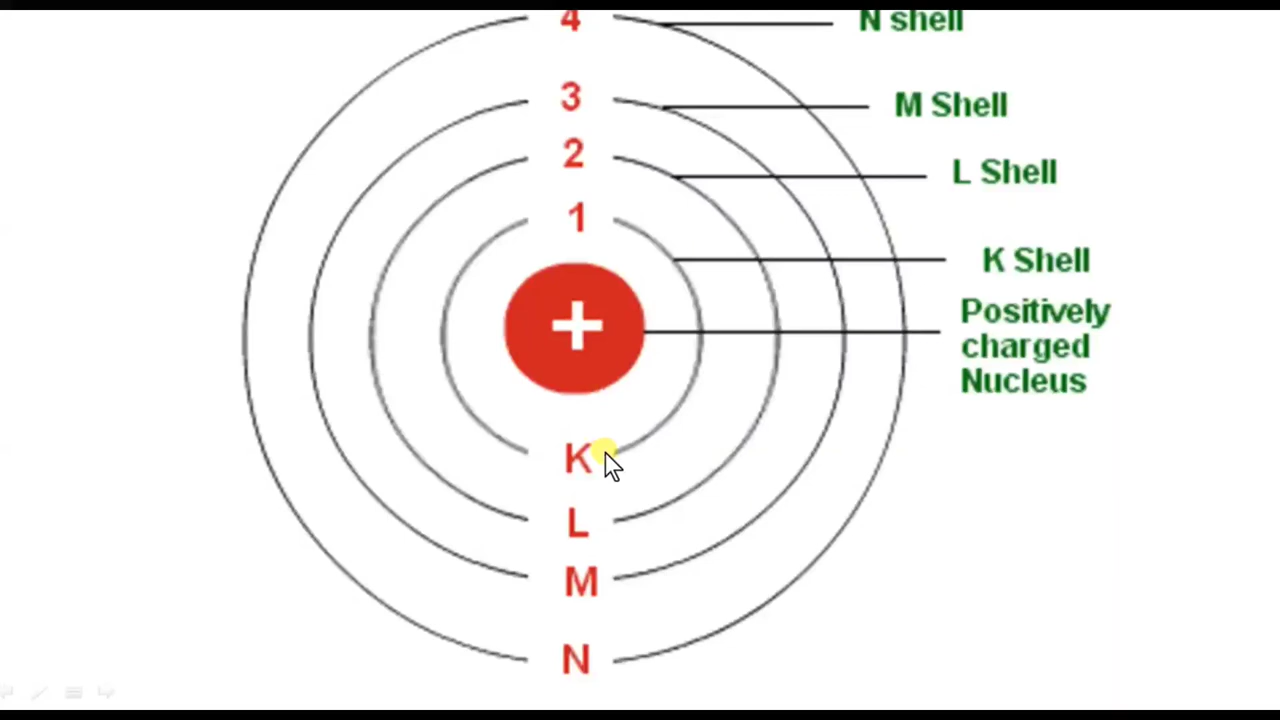 4
N shell
3
M Shell
2
L Shell
1
K Shell
+
Positively
charged
Nucleus
K
L
M
N